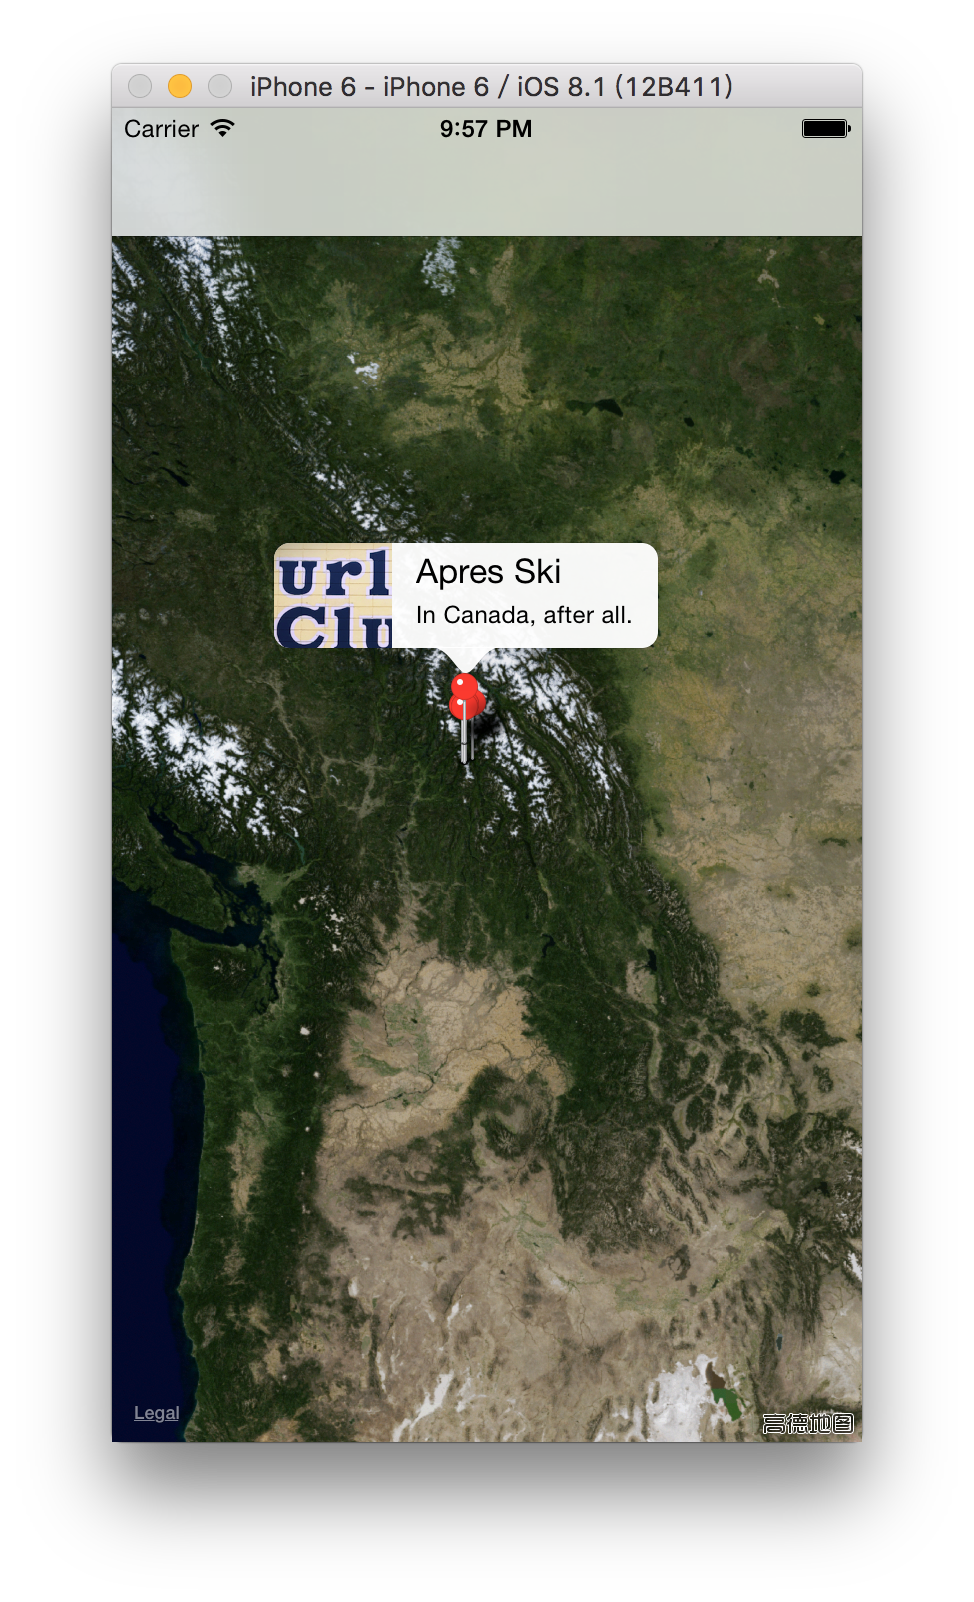 iPhone 6 - iPhone 6 / iOS 8.1 (12B411)
Carrier 9:57 PM
url
Clu
Apres Ski
In Canada, after all.
Legal
高德地图